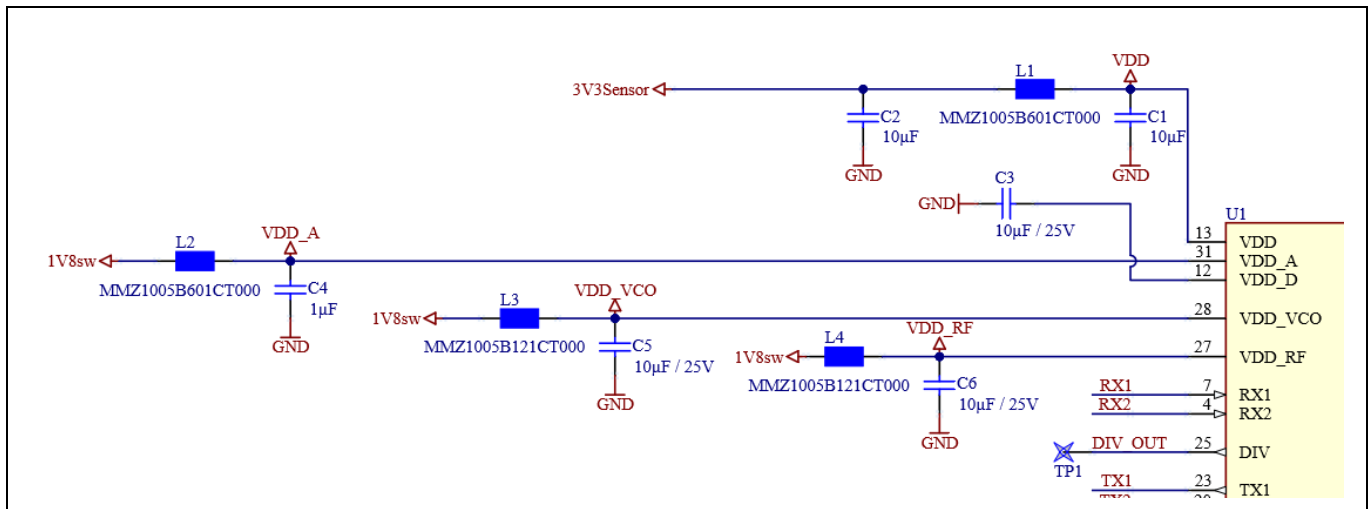 VDD
L1
3V3Sensor
MMZ1005B601CT000
C2
10µF
C1
10µF
GND
GND
C3
GND
10µF / 25V
U1
13 VDD
VDD_A
L2
1V8sw
31 VDD_A
12 VDD_D
MMZ1005B601CT000
C4
1µF
GND
VDD_VCO
L3
1V8sw
28 VDD_VCO
MMZ1005B121CT000
C5
10µF / 25V
GND
VDD_RF
L4
1V8sw
27 VDD_RF
MMZ1005B121CT000
C6
10µF / 25V
GND
RX1 7 RX1
RX2 4 RX2
DIV_OUT 25 DIV
TP1
TX1 23 TX1